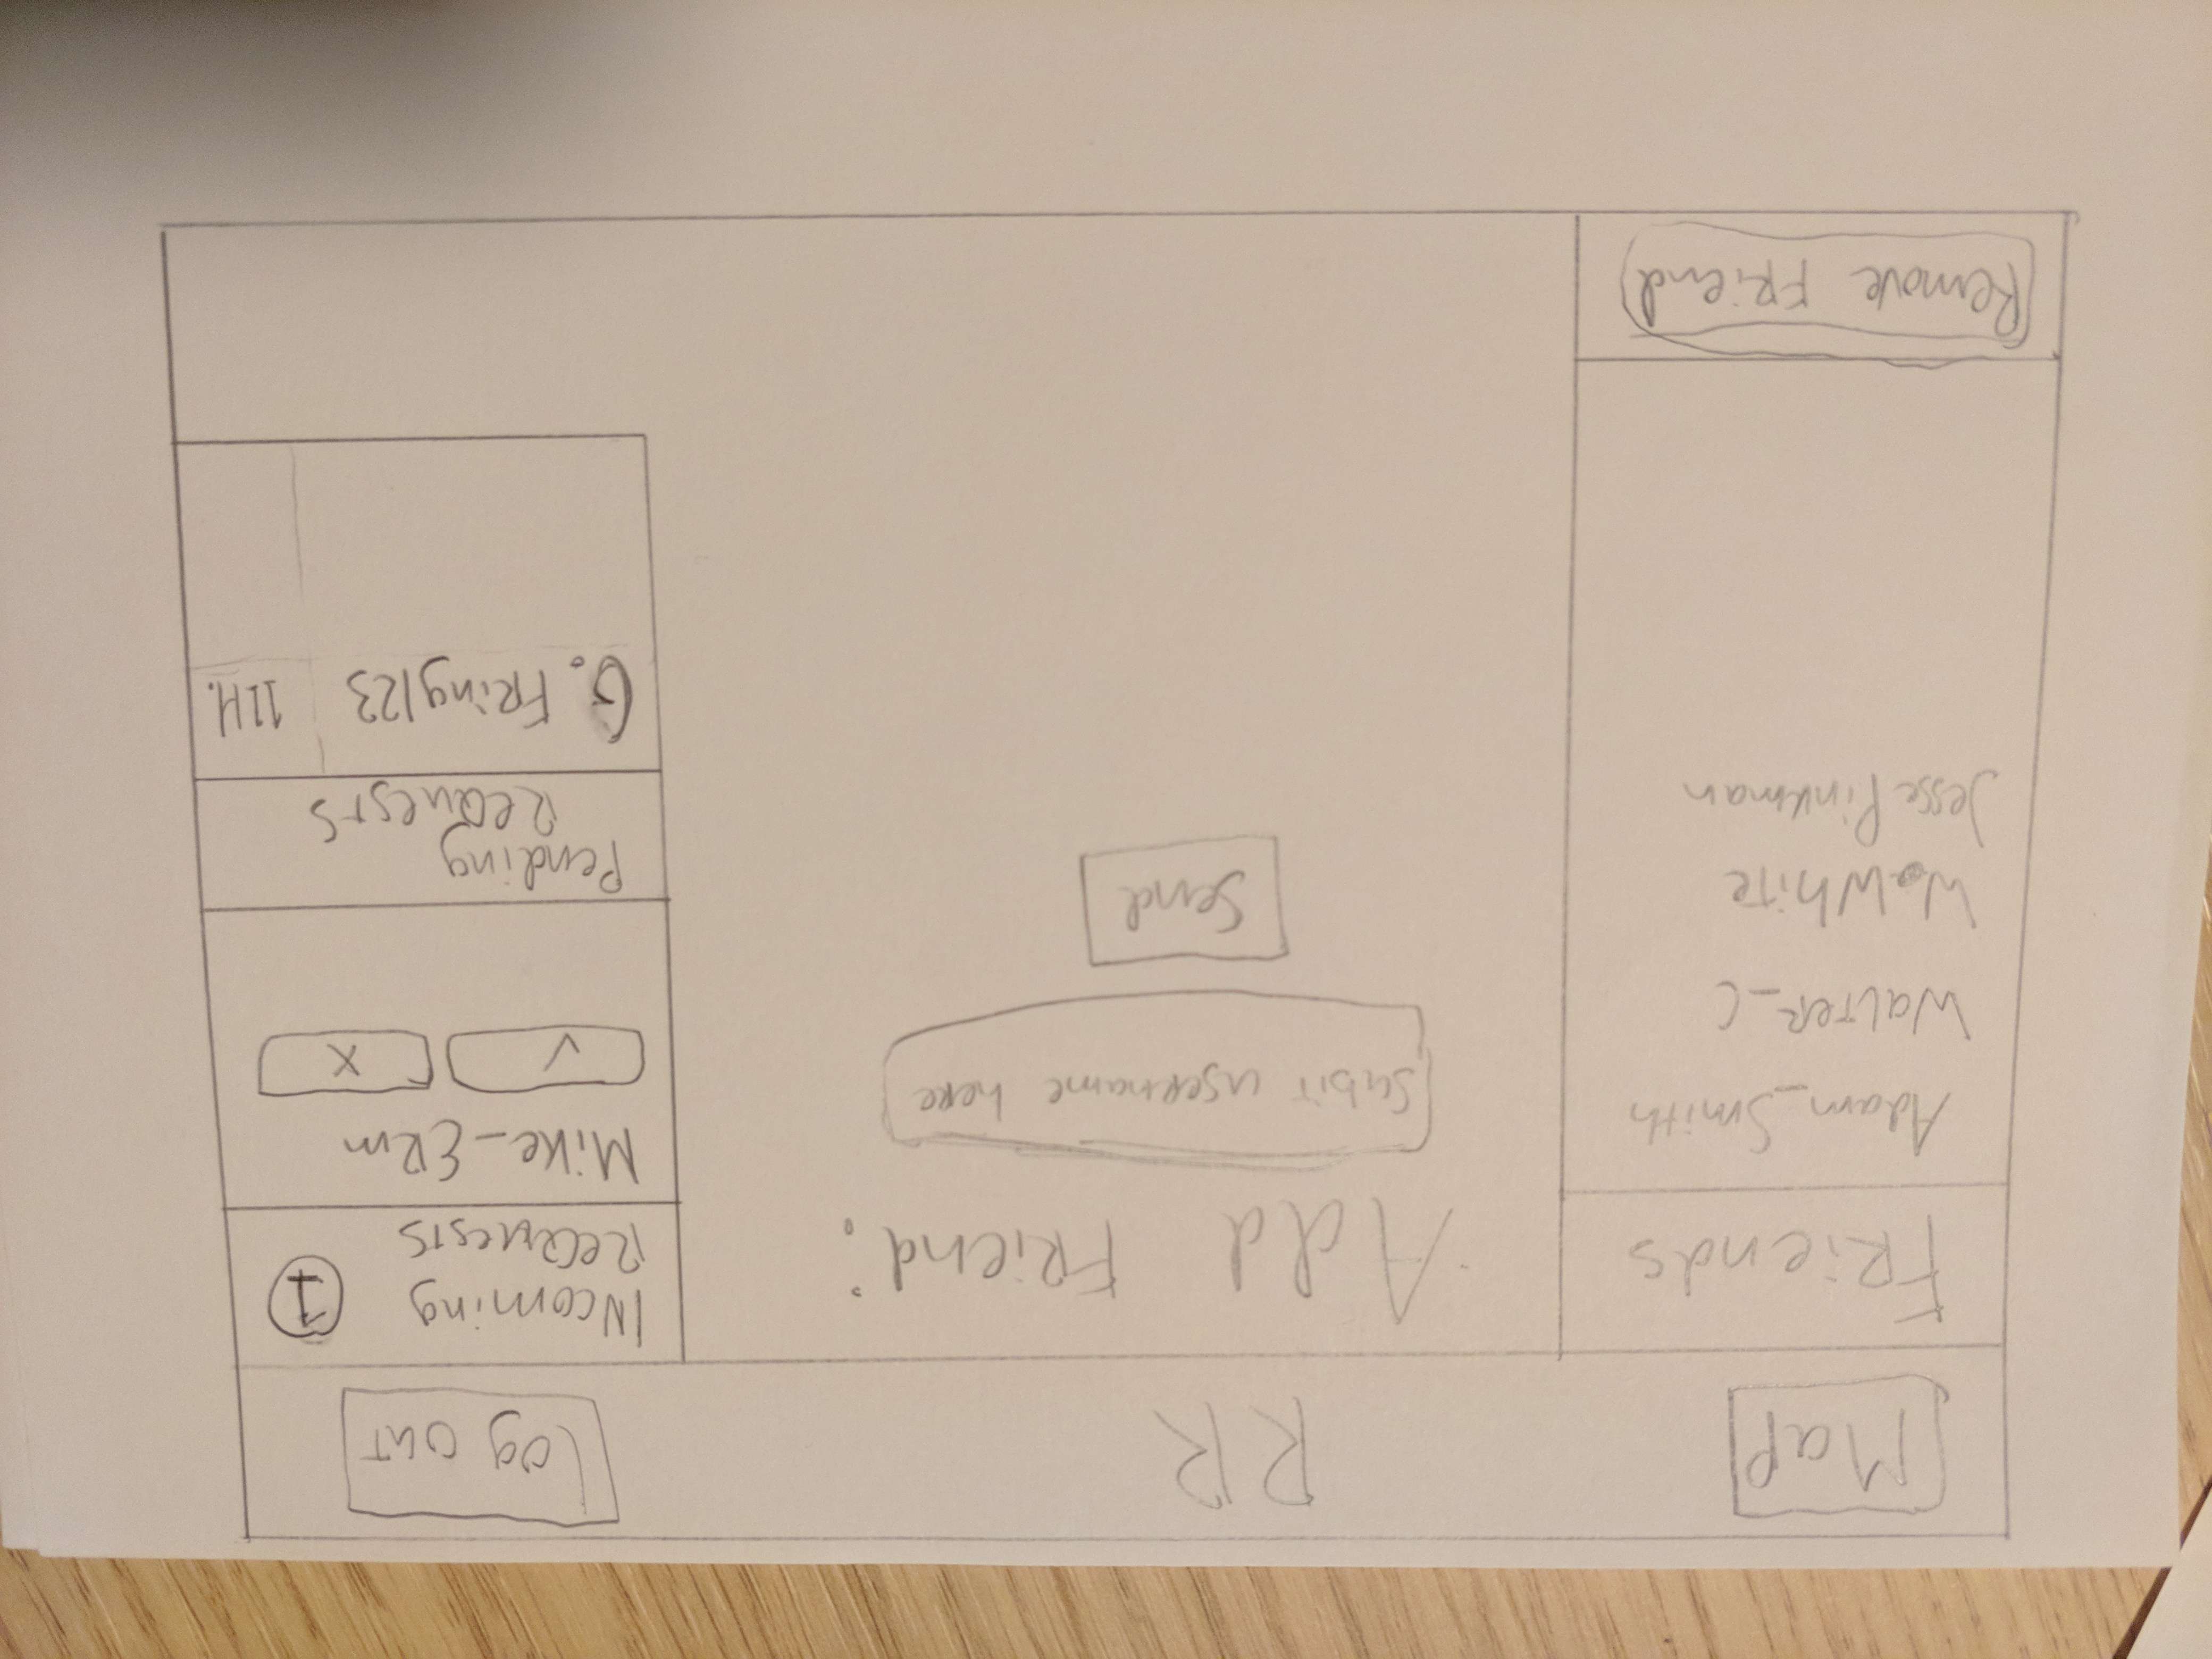 Map
RR
Log out
Friends
Adam_Smith
Walter_C
W.White
Jesse Pinkman
Remove Friend
Add Friend:
Subit username here
Send
Incoming
Requests
1
Mike_Erm
✓
X
Pending
Requests
G. Fring123
11H.